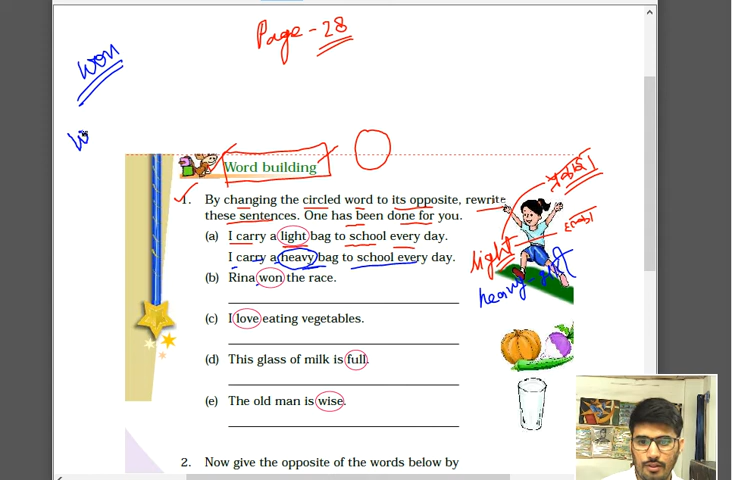 Page - 28
won
Word building
1. By changing the circled word to its opposite, rewrite
these sentences. One has been done for you.
(a) I carry a light bag to school every day.
I carry a heavy bag to school every day.
(b) Rina won the race.
(c) I love eating vegetables.
(d) This glass of milk is full.
(e) The old man is wise.
2. Now give the opposite of the words below by
light
heavy